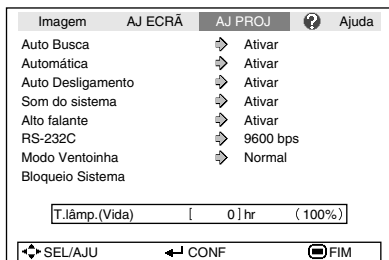 Imagem AJ ECRÃ AJ PROJ ? Ajuda
Auto Busca Ativar
Automática Ativar
Auto Desligamento Ativar
Som do sistema Ativar
Alto falante Ativar
RS-232C 9600 bps
Modo Ventoinha Normal
Bloqueio Sistema
T.lâmp.(Vida) [ 0 ] hr (100%)
SEL/AJU CONF FIM